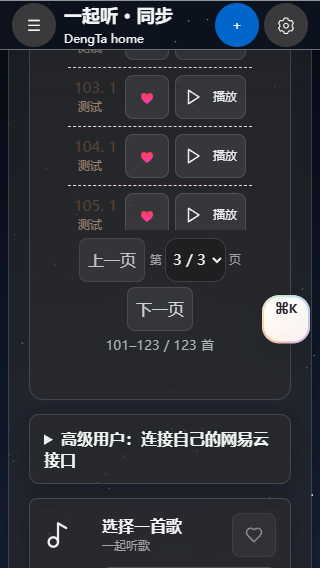 ☰ 一起听 · 同步 +
DengTa home
测试
103. 1
测试
播放
104. 1
测试
播放
105. 1
测试
播放
上一页 第 3 / 3 页
下一页
101–123 / 123 首
⌘K
▶ 高级用户：连接自己的网易云
接口
选择一首歌
一起听歌